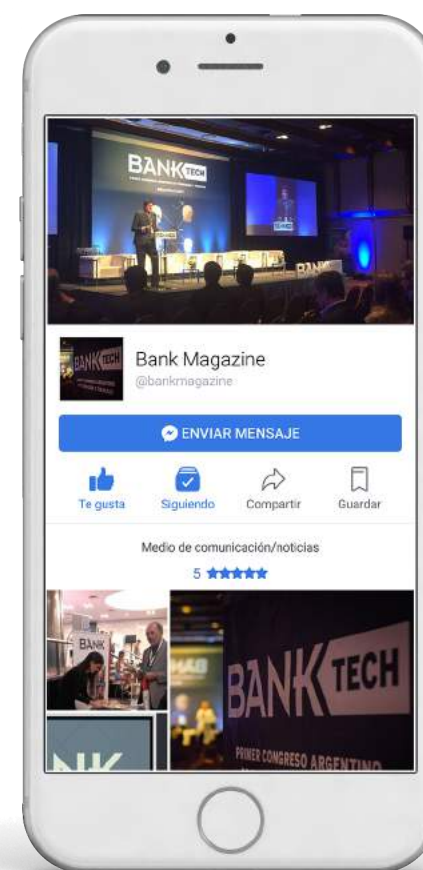 BANK TECH
BANK
Bank Magazine
@bankmagazine
ENVIAR MENSAJE
Te gusta
Siguiendo
Compartir
Guardar
Medio de comunicación/noticias
5
BANK
BANK TECH
PRIMER CONGRESO ARGENTINO